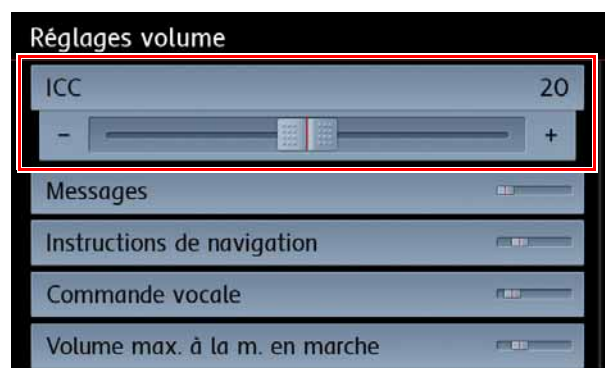 Réglages volume
ICC 20
- +
Messages
Instructions de navigation
Commande vocale
Volume max. à la m. en marche